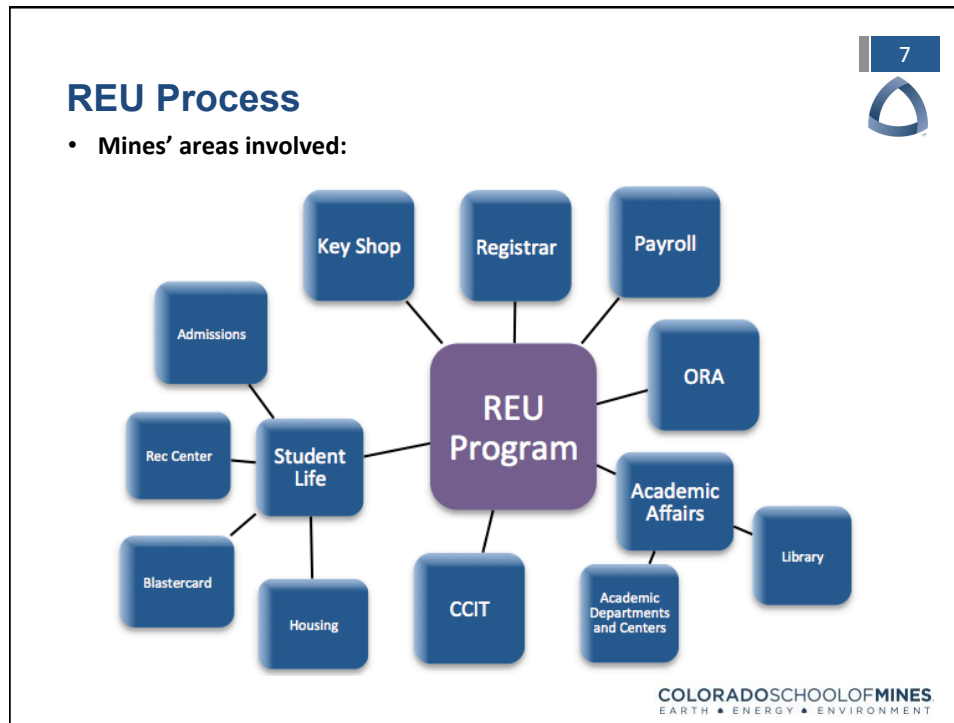 7
REU Process
• Mines’ areas involved:
Key Shop
Registrar
Payroll
Admissions
ORA
REU
Program
Rec Center
Student
Life
Academic
Affairs
Library
Blastercard
Housing
CCIT
Academic
Departments
and Centers
COLORADOSCHOOLOFMINES
EARTH • ENERGY • ENVIRONMENT